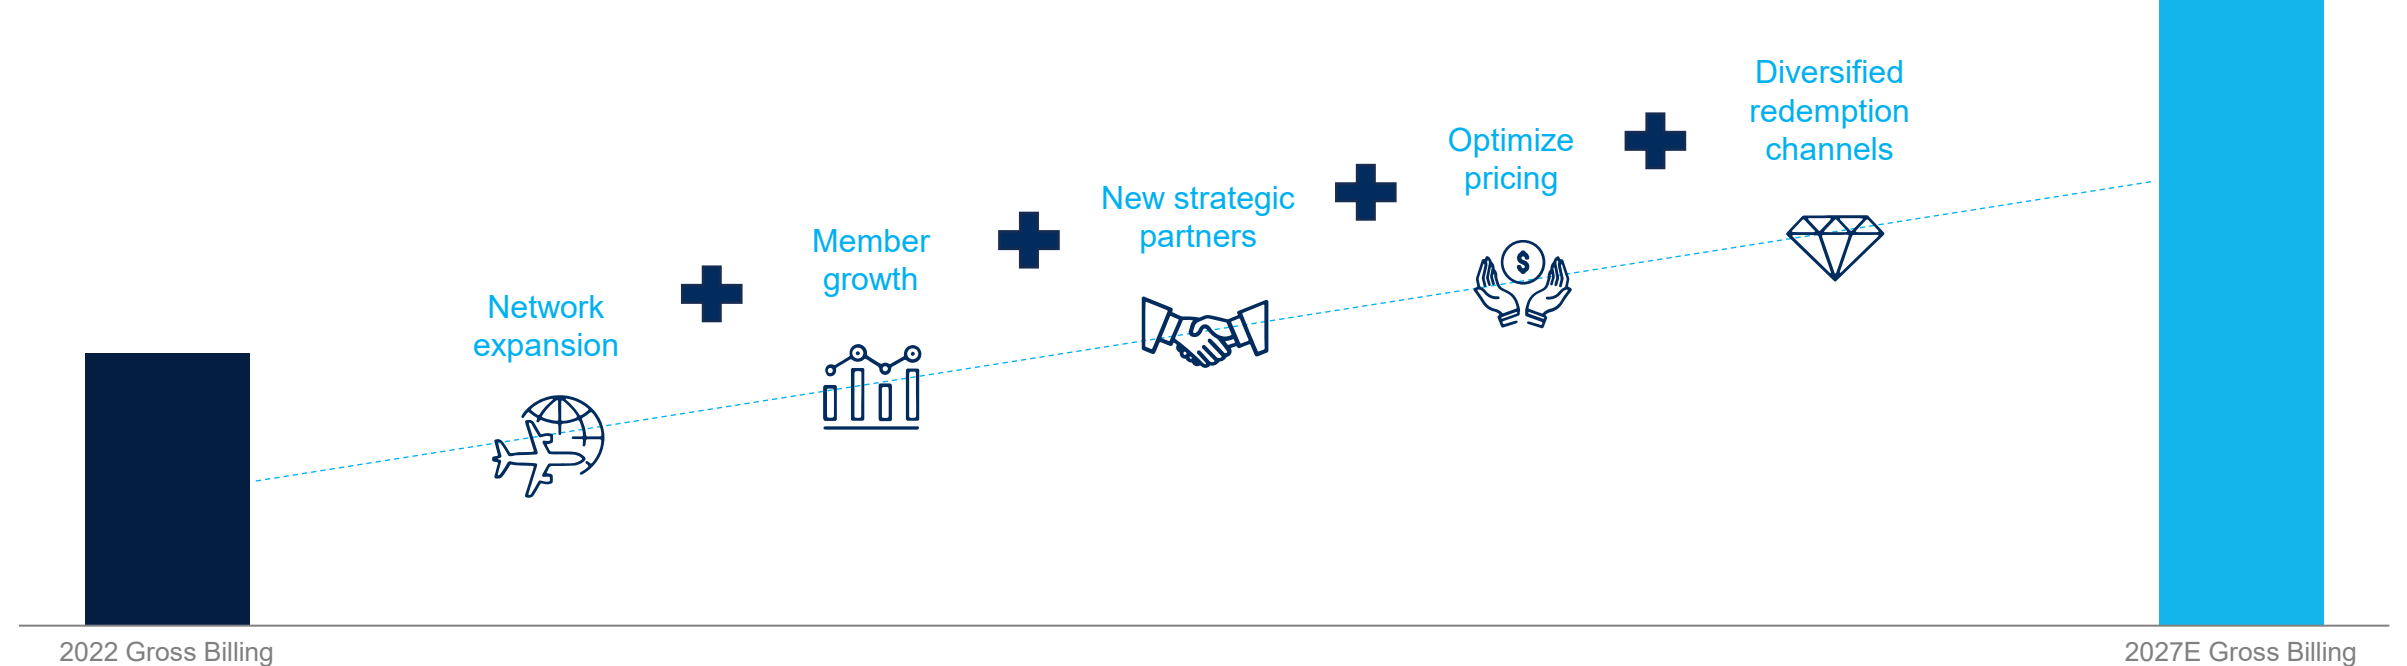 Network
expansion
Member
growth
New strategic
partners
Optimize
pricing
Diversified
redemption
channels
$
2022 Gross Billing
2027E Gross Billing